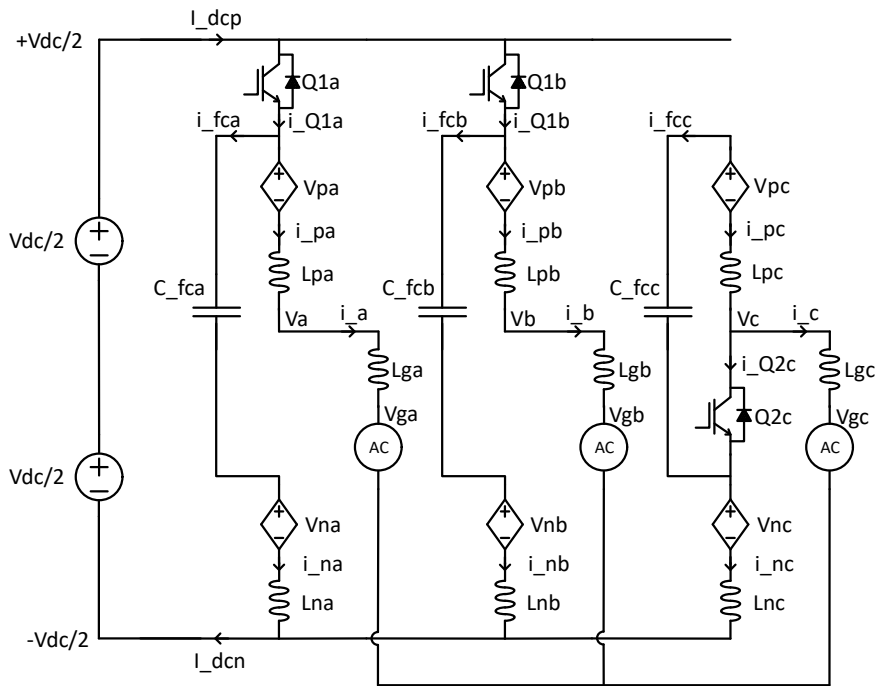 I_dcp
+Vdc/2
Q1a
Q1b
i_fca
i_Q1a
i_fcb
i_Q1b
i_fcc
Vpa
Vpb
Vpc
Vdc/2
i_pa
i_pb
i_pc
C_fca
Lpa
C_fcb
Lpb
C_fcc
Lpc
Va
i_a
Vb
i_b
Vc
i_c
Lga
Lgb
i_Q2c
Lgc
Vga
Vgb
Q2c
Vgc
AC
AC
AC
Vdc/2
Vna
Vnb
Vnc
i_na
i_nb
i_nc
Lna
Lnb
Lnc
-Vdc/2
I_dcn